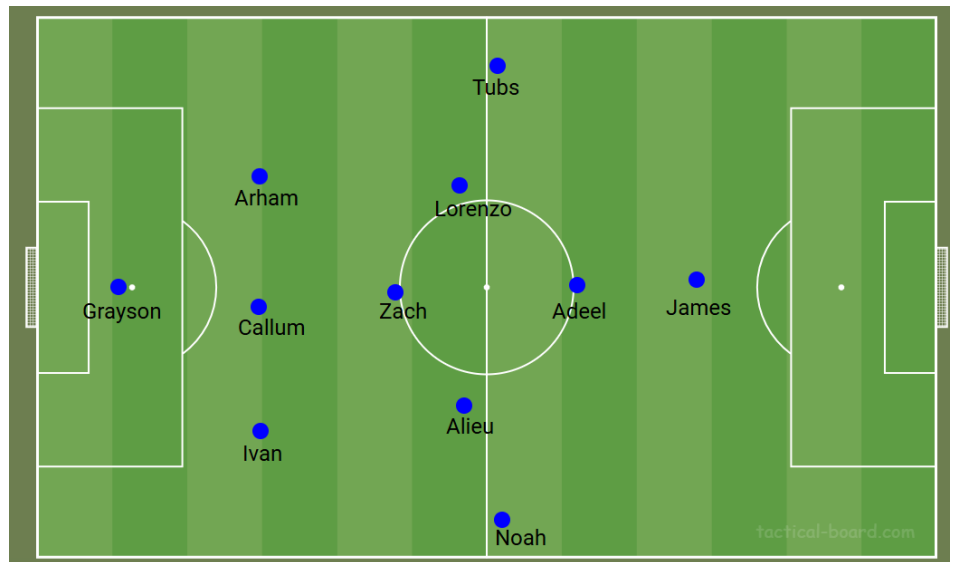 Tubs
Arham
Lorenzo
Grayson
Callum
Zach
Adeel
James
Alieu
Ivan
Noah
tactical-board.com